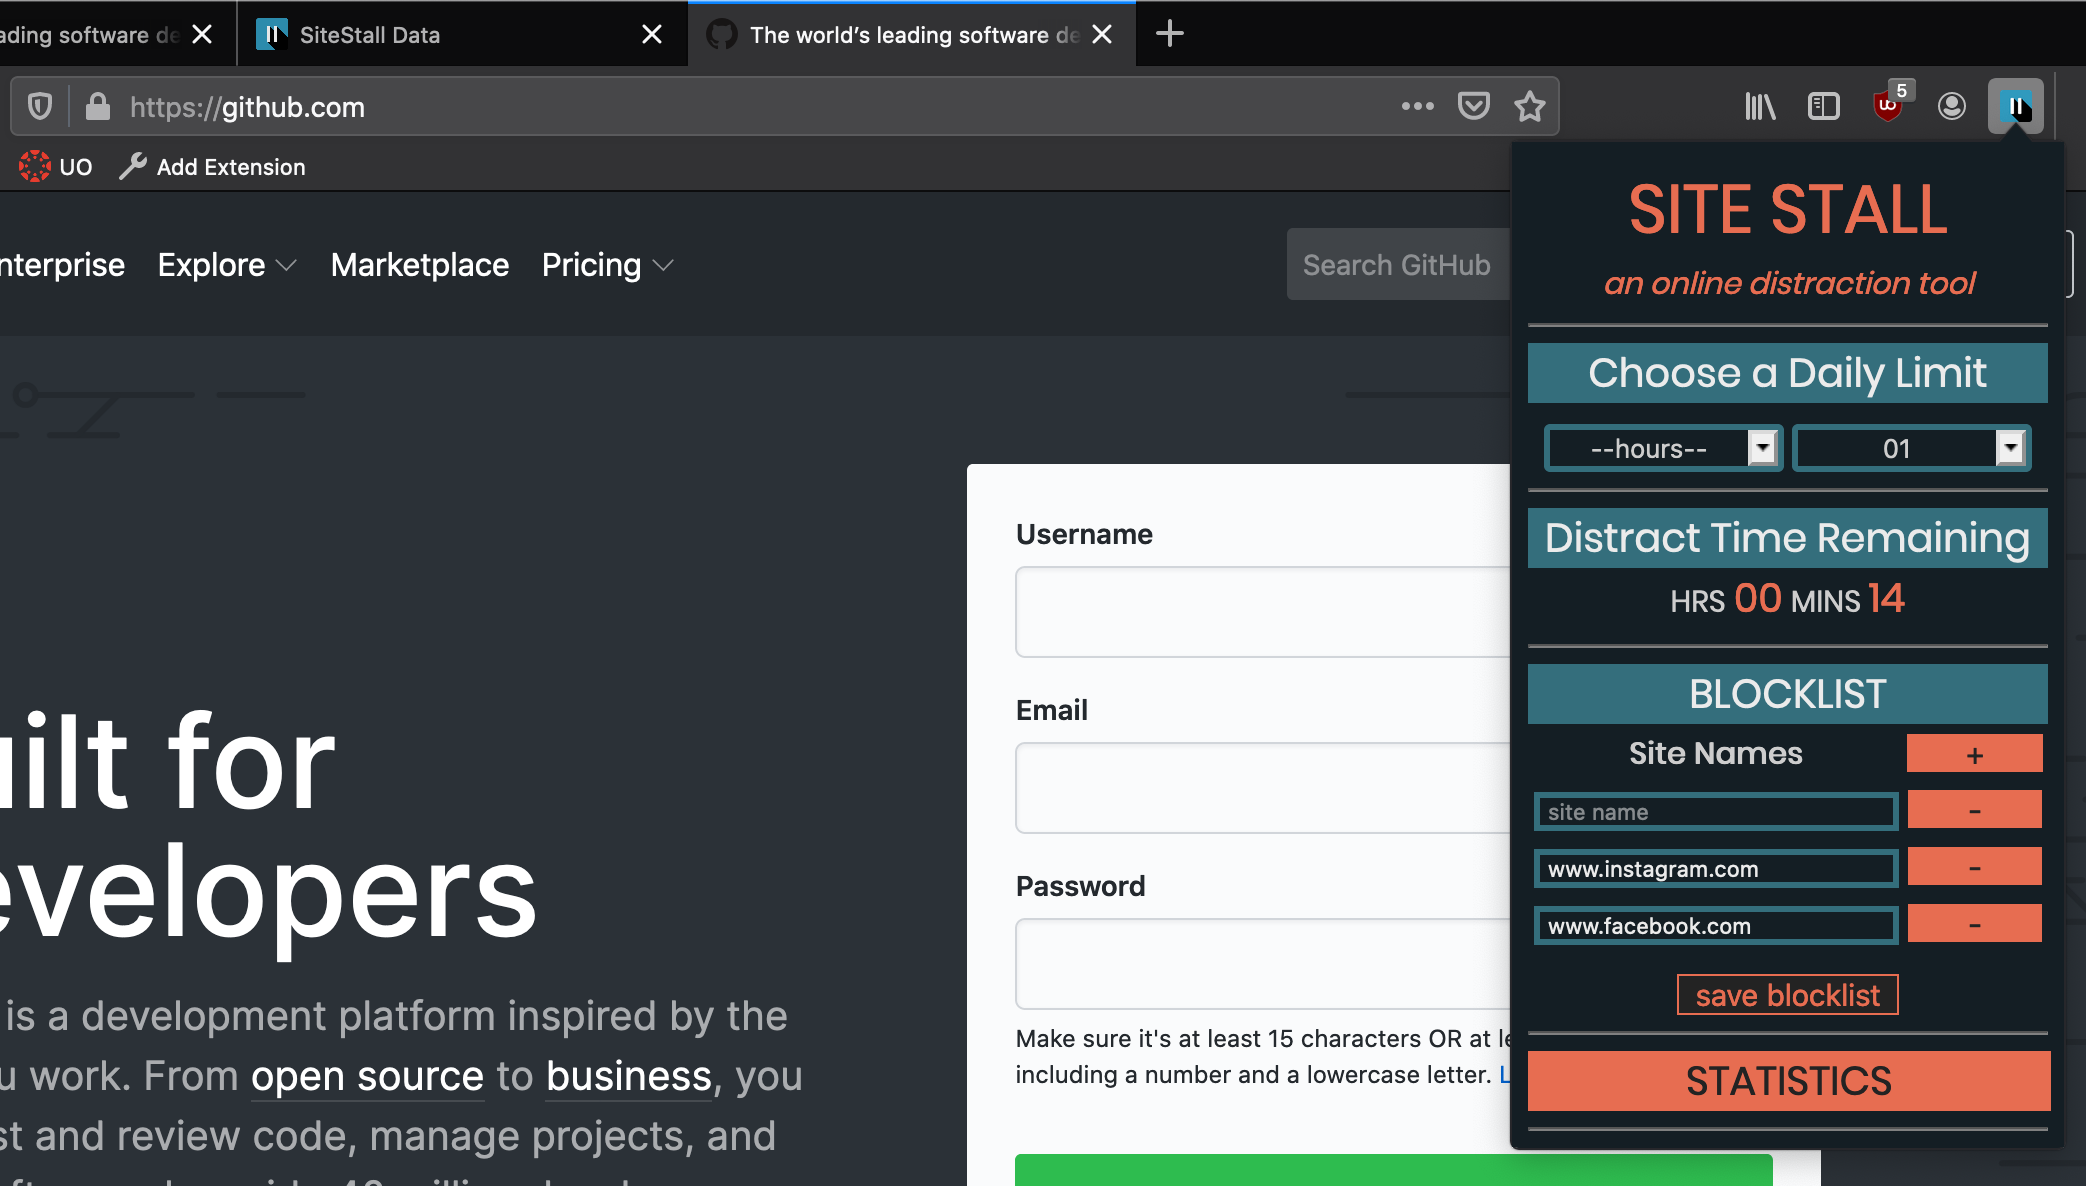 ading software de
SiteStall Data
The world's leading software de
https://github.com
5
UO
Add Extension
nterprise Explore Marketplace Pricing
Search GitHub
uilt for
evelopers
is a development platform inspired by the
u work. From open source to business, you
st and review code, manage projects, and
Username
Email
Password
Make sure it's at least 15 characters OR at le
including a number and a lowercase letter. L
SITE STALL
an online distraction tool
Choose a Daily Limit
--hours-- 01
Distract Time Remaining
HRS 00 MINS 14
BLOCKLIST
Site Names +
site name -
www.instagram.com -
www.facebook.com -
save blocklist
STATISTICS